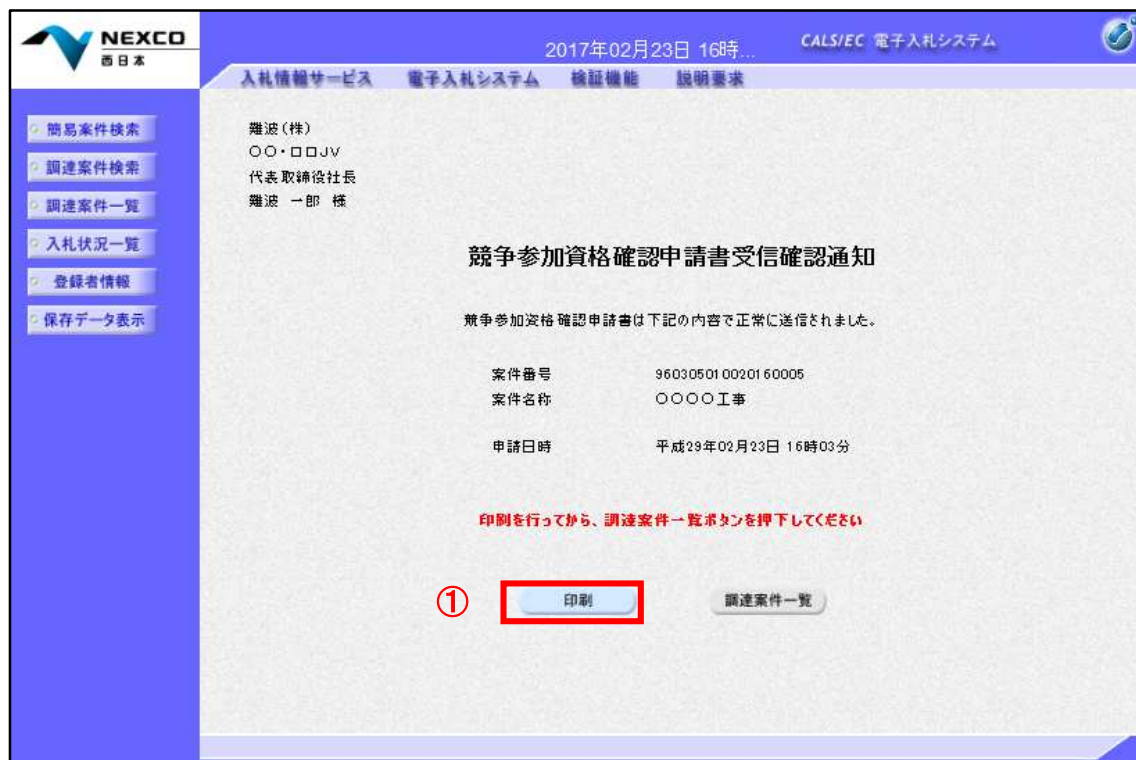 NEXCO
西日本
2017年02月23日 16時...
CALS/EC 電子入札システム
入札情報サービス 電子入札システム 検証機能 説明要求
簡易案件検索
調達案件検索
調達案件一覧
入札状況一覧
登録者情報
保存データ表示
難波(株)
○○・ロロJV
代表取締役社長
難波 一郎 様
競争参加資格確認申請書受信確認通知
競争参加資格確認申請書は下記の内容で正常に送信されました。
案件番号 960305010020160005
案件名称 ○○○○工事
申請日時 平成29年02月23日 16時03分
印刷を行ってから、調達案件一覧ボタンを押下してください
① 印刷 調達案件一覧